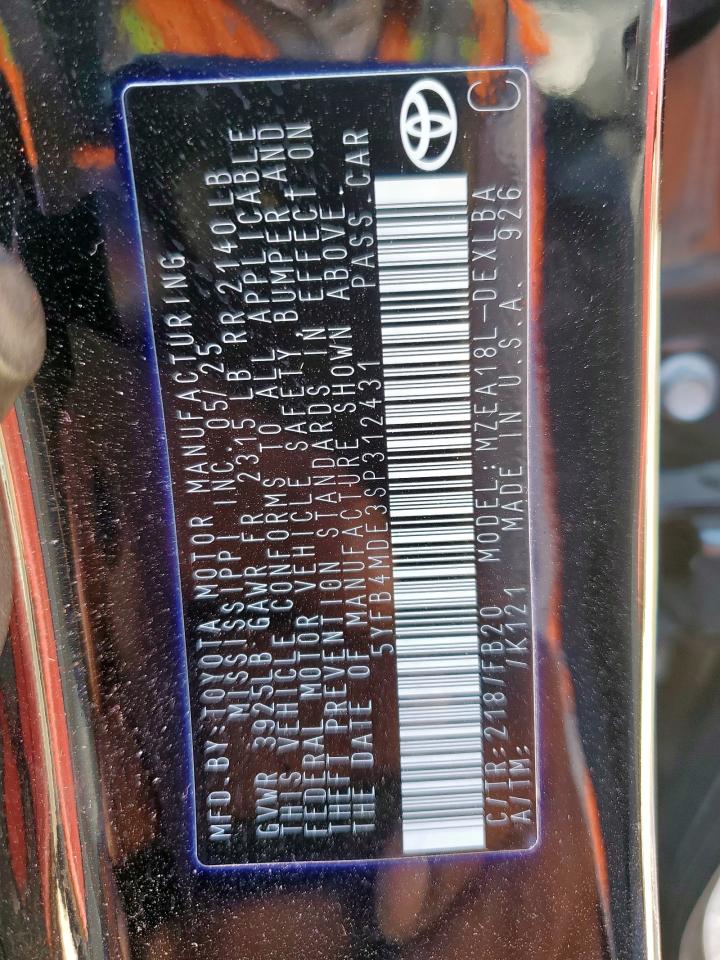 MFD.BY:TOYOTA MOTOR MANUFACTURING,
MISSISSIPPI INC.05/25
GVWR 3925LB GAWR FR 2315 LB RR 2140LB
THIS VEHICLE CONFORMS TO ALL APPLICABLE
FEDERAL MOTOR VEHICLE SAFETY BUMPER AND
THEFT PREVENTION STANDARDS IN EFFECT ON
THE DATE OF MANUFACTURE SHOWN ABOVE.
5YFB4MDE3SP312431 PASS.CAR
C/TR:218/FB20 MODEL:MZEA18L-DEXLBA
A/TM: /K121 MADE IN U.S.A. 926
C